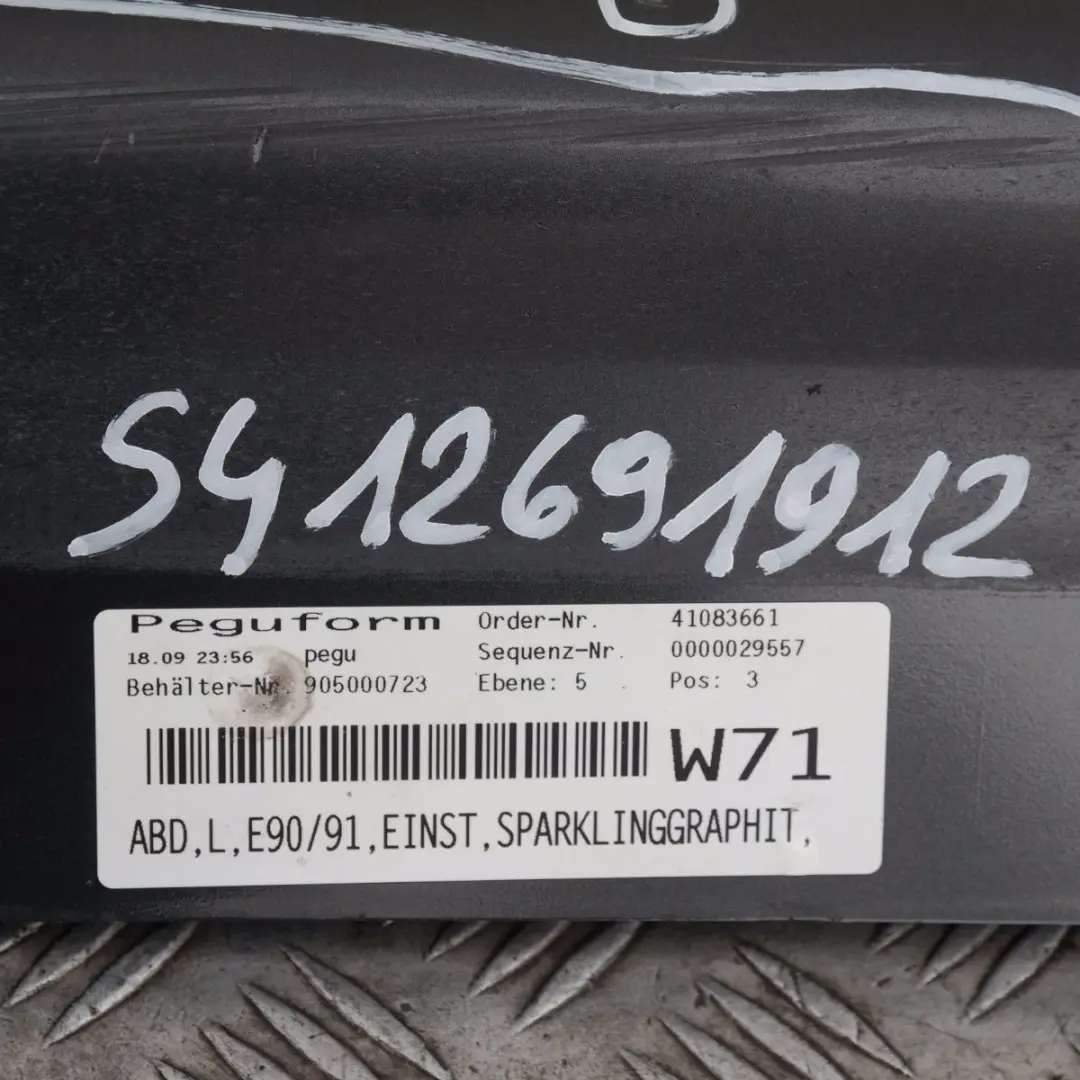 S412691912
Peguform Order-Nr. 41083661
18.09 23:56 pegu Sequenz-Nr. 0000029557
Behälter-Nr. 905000723 Ebene: 5 Pos: 3
W71
ABD,L,E90/91,EINST,SPARKLINGGRAPHIT,